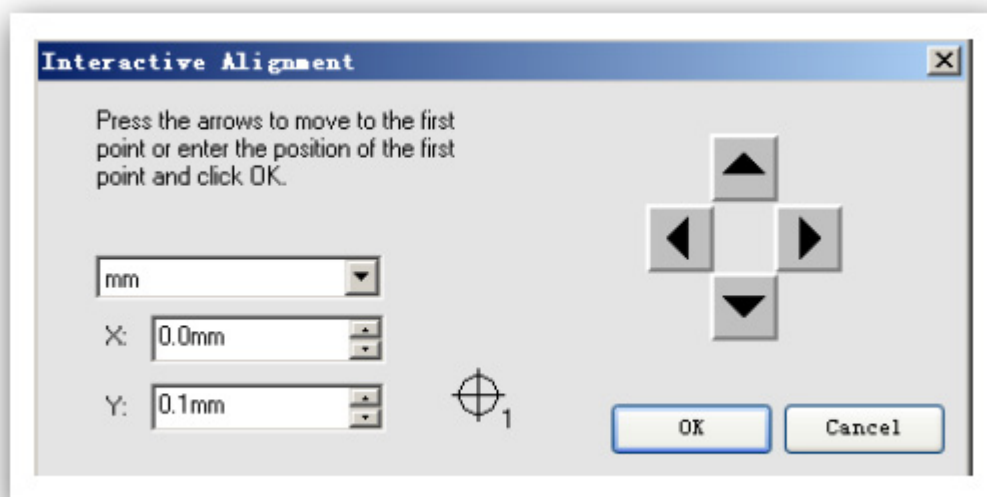 Interactive Alignment
Press the arrows to move to the first
point or enter the position of the first
point and click OK.
mm
X: 0.0mm
Y: 0.1mm
1
OK
Cancel